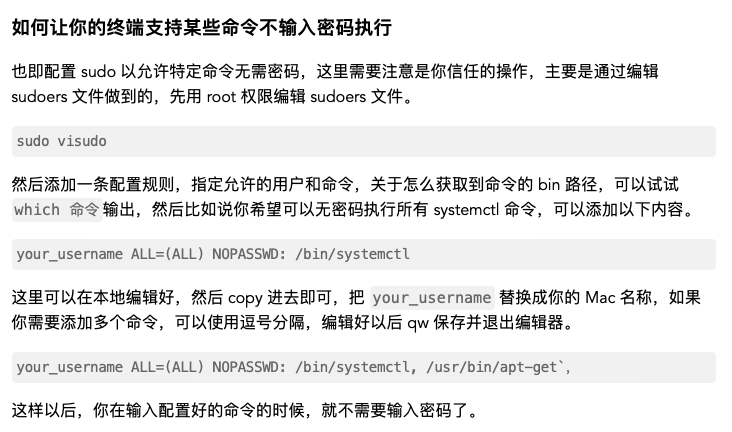 如何让你的终端支持某些命令不输入密码执行
也即配置 sudo 以允许特定命令无需密码，这里需要注意是你信任的操作，主要是通过编辑
sudoers 文件做到的，先用 root 权限编辑 sudoers 文件。
sudo visudo
然后添加一条配置规则，指定允许的用户和命令，关于怎么获取到命令的 bin 路径，可以试试
which 命令输出，然后比如说你希望可以无密码执行所有 systemctl 命令，可以添加以下内容。
your_username ALL=(ALL) NOPASSWD: /bin/systemctl
这里可以在本地编辑好，然后 copy 进去即可，把 your_username 替换成你的 Mac 名称，如果
你需要添加多个命令，可以使用逗号分隔，编辑好以后 qw 保存并退出编辑器。
your_username ALL=(ALL) NOPASSWD: /bin/systemctl, /usr/bin/apt-get`,
这样以后，你在输入配置好的命令的时候，就不需要输入密码了。